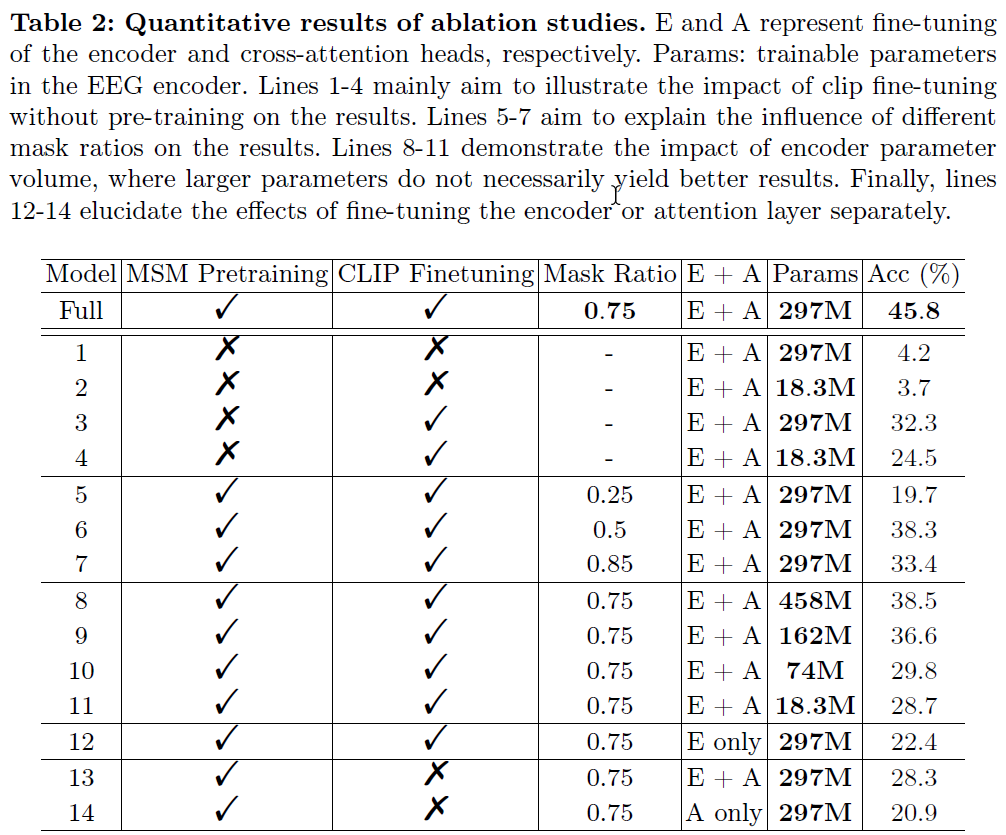 Table 2: Quantitative results of ablation studies. E and A represent fine-tuning
of the encoder and cross-attention heads, respectively. Params: trainable parameters
in the EEG encoder. Lines 1-4 mainly aim to illustrate the impact of clip fine-tuning
without pre-training on the results. Lines 5-7 aim to explain the influence of different
mask ratios on the results. Lines 8-11 demonstrate the impact of encoder parameter
volume, where larger parameters do not necessarily yield better results. Finally, lines
12-14 elucidate the effects of fine-tuning the encoder or attention layer separately.
Model MSM Pretraining CLIP Finetuning Mask Ratio E + A Params Acc (%)
Full ✓ ✓ 0.75 E + A 297M 45.8
1 ✗ ✗ - E + A 297M 4.2
2 ✗ ✗ - E + A 18.3M 3.7
3 ✗ ✓ - E + A 297M 32.3
4 ✗ ✓ - E + A 18.3M 24.5
5 ✓ ✓ 0.25 E + A 297M 19.7
6 ✓ ✓ 0.5 E + A 297M 38.3
7 ✓ ✓ 0.85 E + A 297M 33.4
8 ✓ ✓ 0.75 E + A 458M 38.5
9 ✓ ✓ 0.75 E + A 162M 36.6
10 ✓ ✓ 0.75 E + A 74M 29.8
11 ✓ ✓ 0.75 E + A 18.3M 28.7
12 ✓ ✓ 0.75 E only 297M 22.4
13 ✓ ✗ 0.75 E + A 297M 28.3
14 ✓ ✗ 0.75 A only 297M 20.9